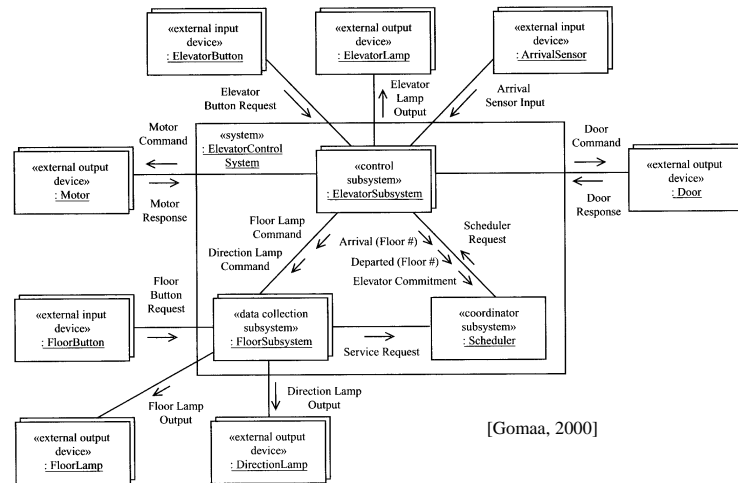 «external input
device»
: ElevatorButton
«external output
device»
: ElevatorLamp
«external input
device»
: ArrivalSensor
Elevator
Button Request
Elevator
Lamp
Output
Arrival
Sensor Input
Motor
Command
«system»
: ElevatorControl
System
Door
Command
«external output
device»
: Motor
«control
subsystem»
: ElevatorSubsystem
«external output
device»
: Door
Motor
Response
Door
Response
Floor Lamp
Command
Direction Lamp
Command
Arrival (Floor #)
Departed (Floor #)
Elevator Commitment
Scheduler
Request
Floor
Button
Request
«external input
device»
: FloorButton
«data collection
subsystem»
: FloorSubsystem
Service Request
«coordinator
subsystem»
: Scheduler
Floor Lamp
Output
Direction Lamp
Output
«external output
device»
: FloorLamp
«external output
device»
: DirectionLamp
[Gomaa, 2000]